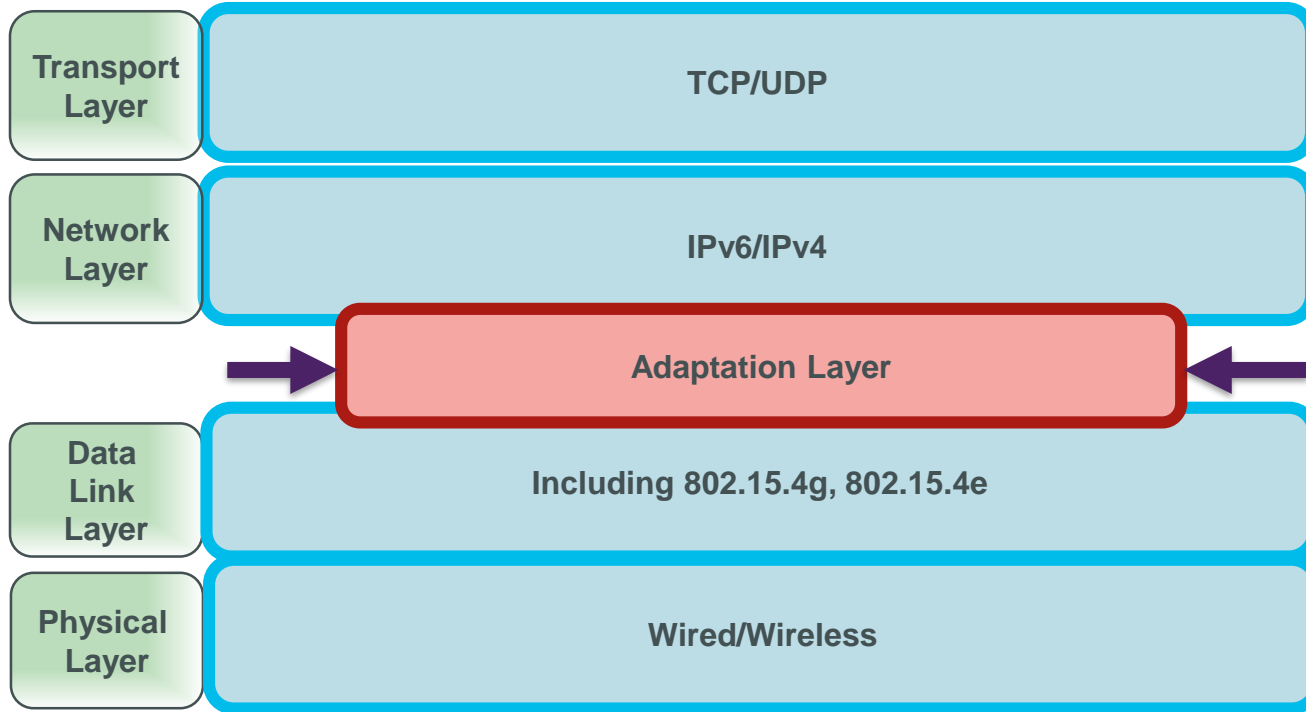 Transport
Layer
TCP/UDP
Network
Layer
IPv6/IPv4
Adaptation Layer
Data
Link
Layer
Including 802.15.4g, 802.15.4e
Physical
Layer
Wired/Wireless